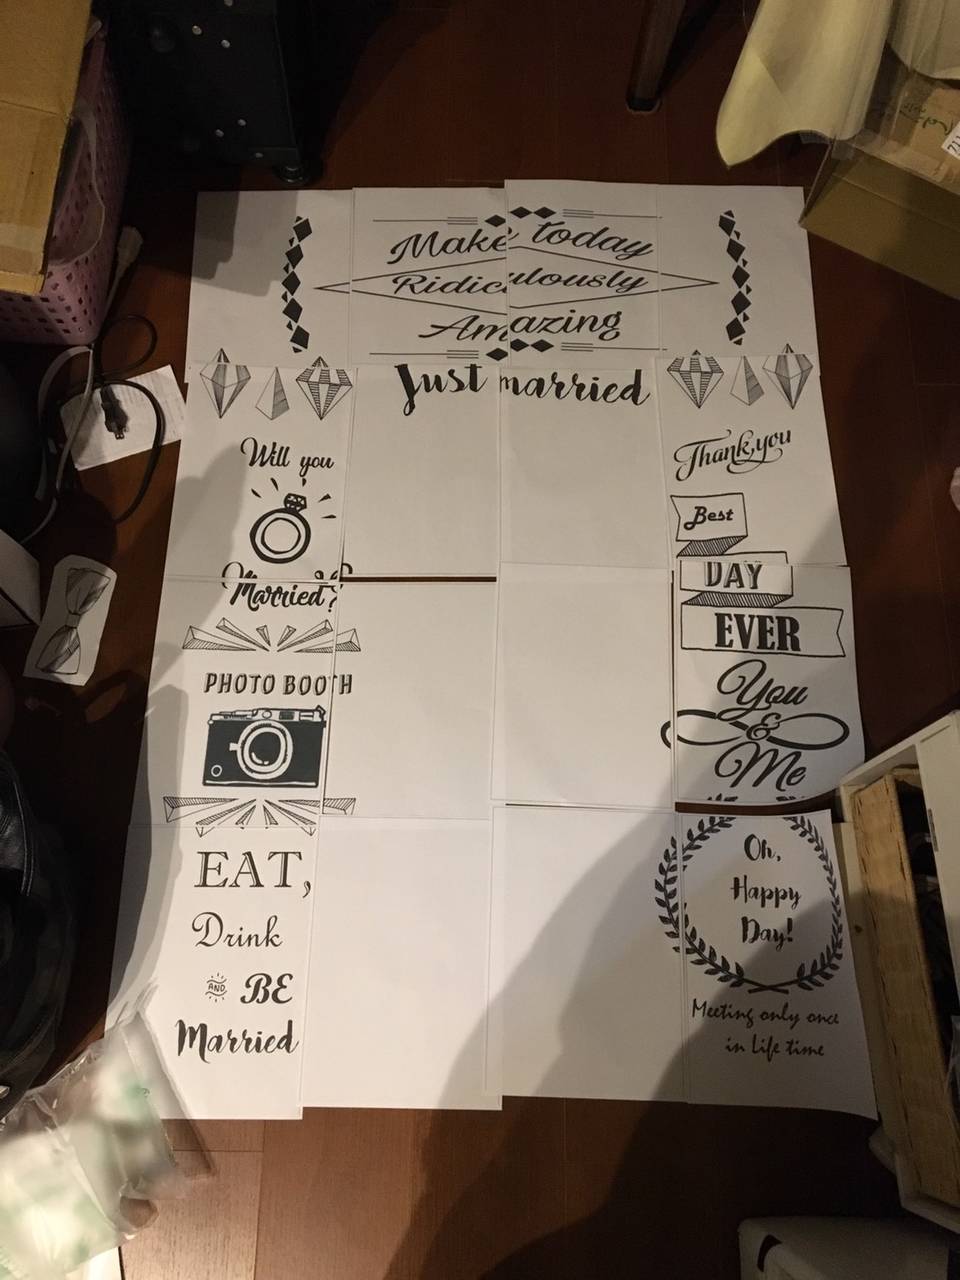 Make today
Ridiculously
Amazing
Just married
Will you
Married?
PHOTO BOOTH
EAT,
Drink
AND BE
Married
Thank you
Best
DAY
EVER
You
&
Me
Oh,
Happy
Day!
Meeting only once
in Life time